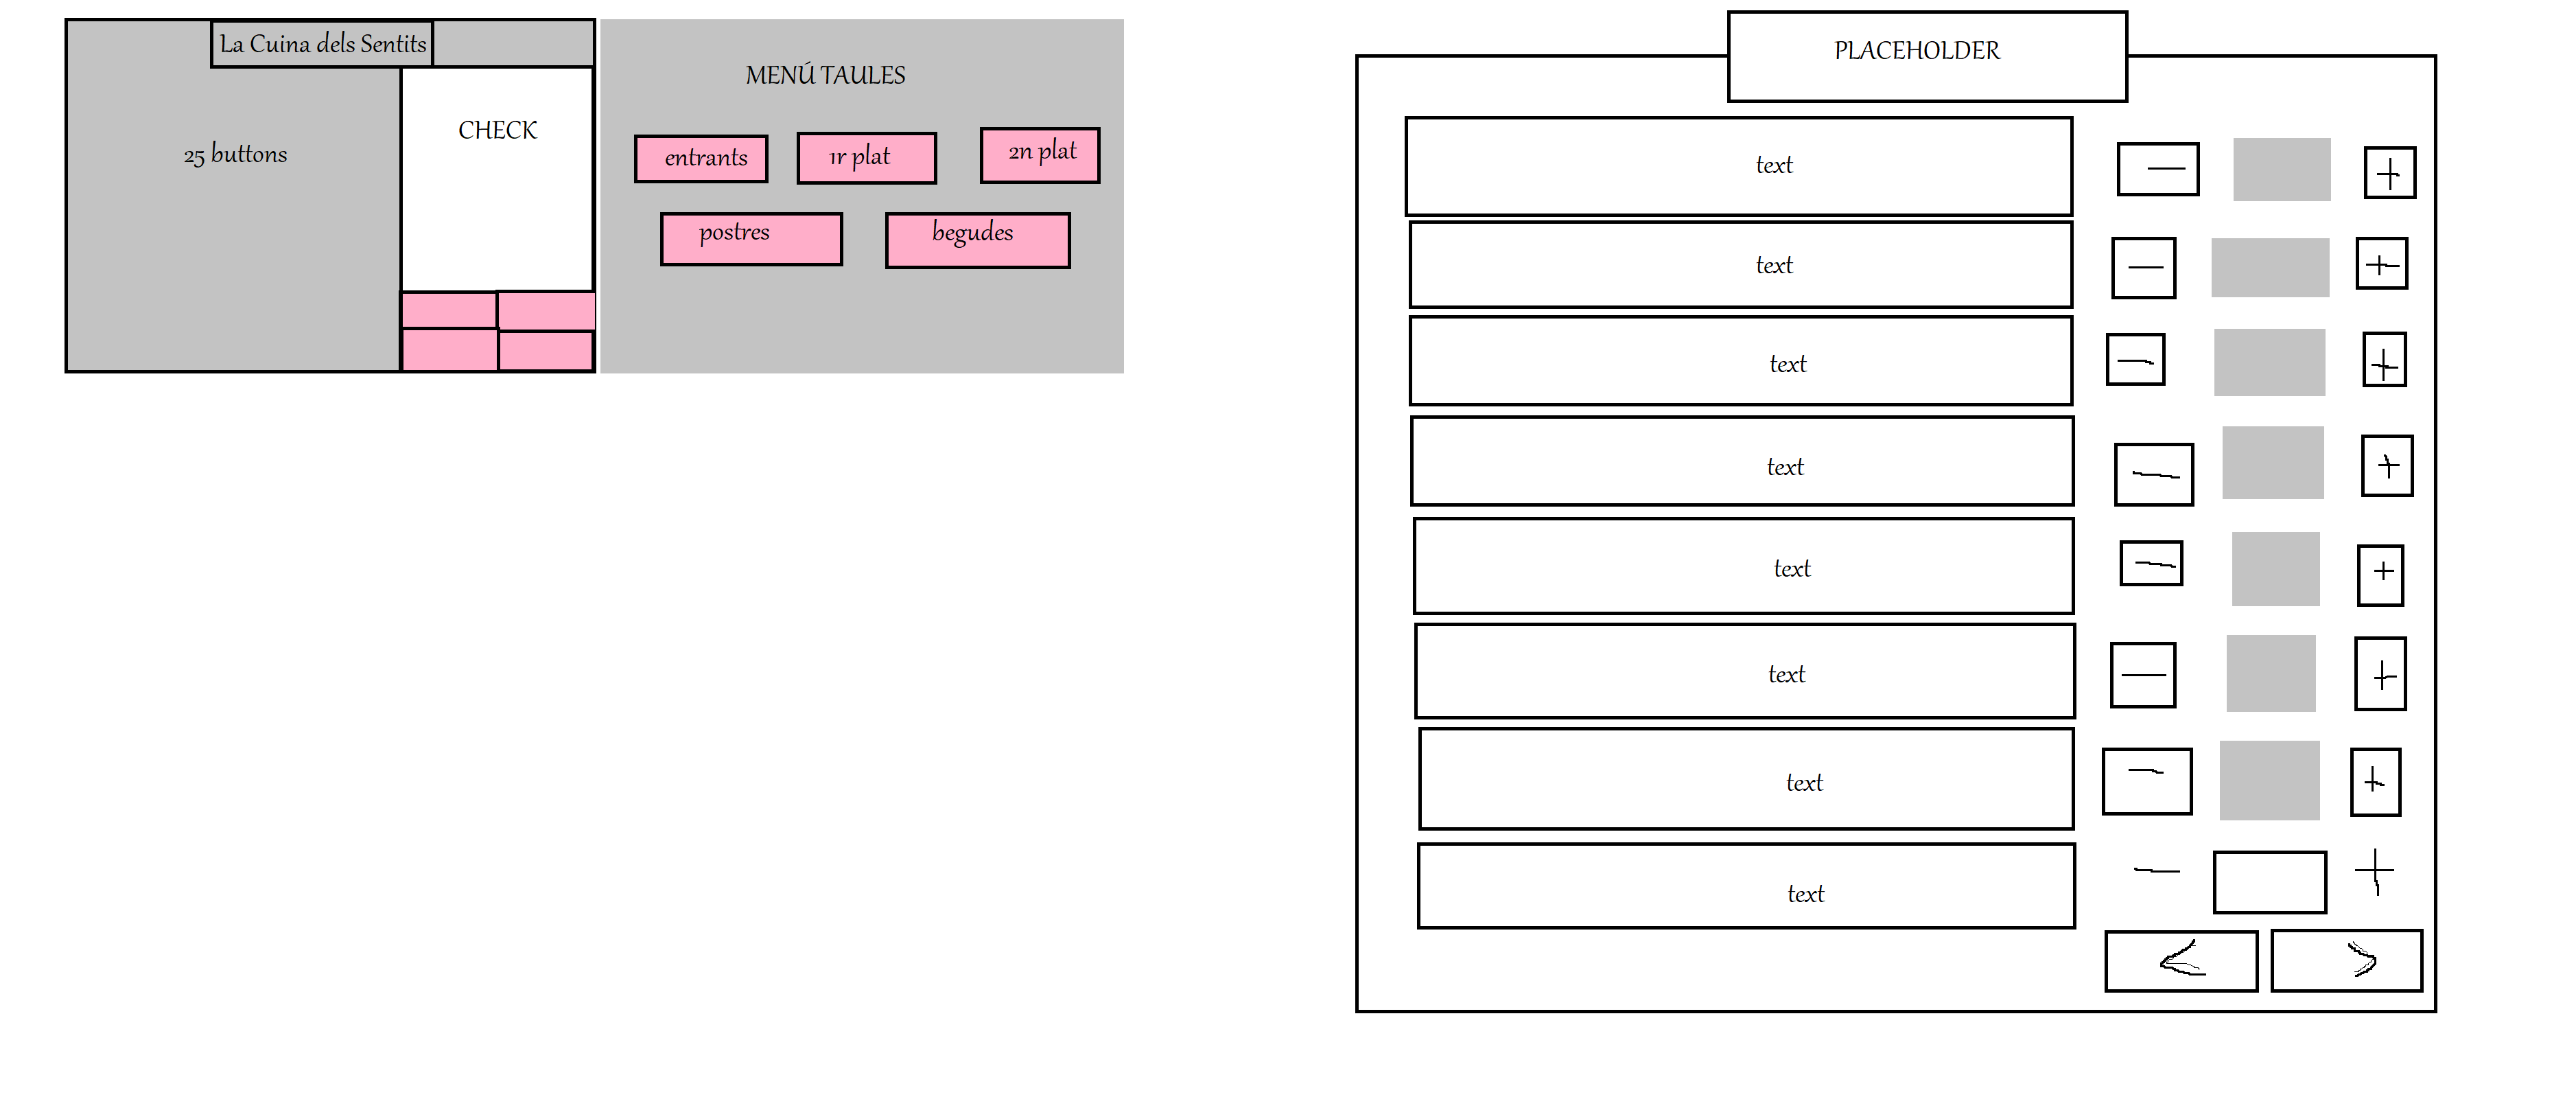 La Cuina dels Sentits
CHECK
25 buttons
MENÚ TAULES
entrants
1r plat
2n plat
postres
begudes
PLACEHOLDER
text
— +
text
— +
text
— +
text
— +
text
— +
text
— +
text
— +
text
— +
< >